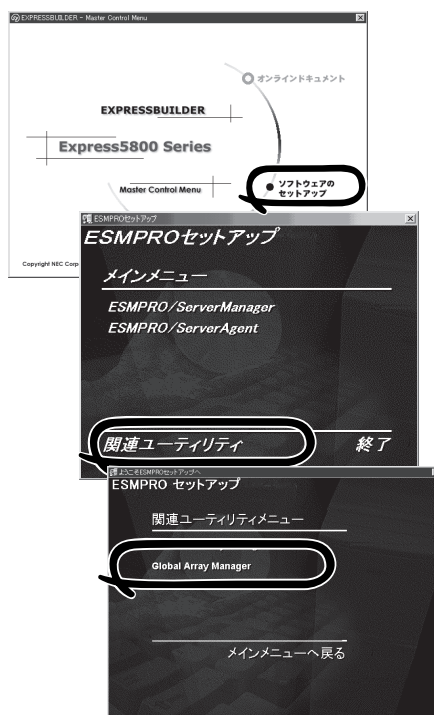 EXPRESSBUILDER - Master Control Menu
オンラインドキュメント
EXPRESSBUILDER
Express5800 Series
ソフトウェアの
セットアップ
Master Control Menu
Copyright NEC Corp
ESMPROセットアップ
ESMPROセットアップ
メインメニュー
ESMPRO/ServerManager
ESMPRO/ServerAgent
関連ユーティリティ
終了
ようこそESMPROセットアップへ
ESMPRO セットアップ
関連ユーティリティメニュー
Global Array Manager
メインメニューへ戻る